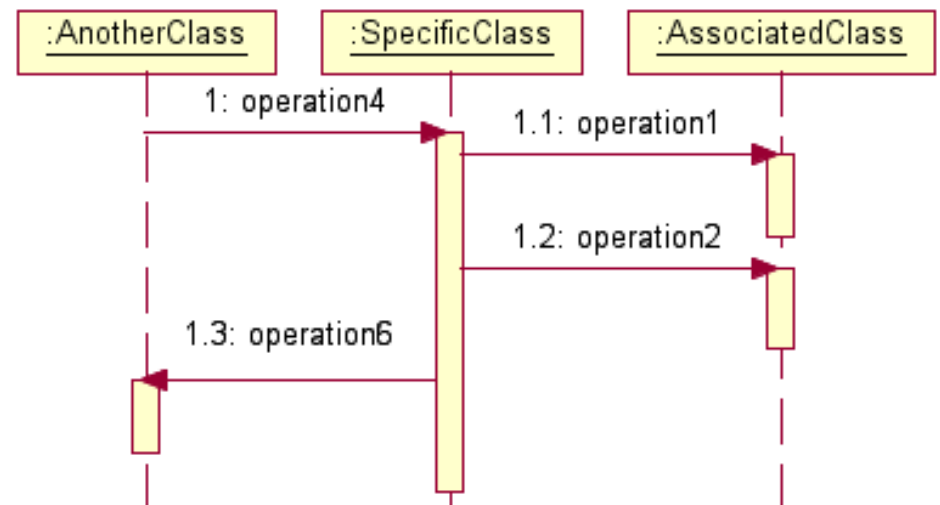 :AnotherClass
:SpecificClass
:AssociatedClass
1: operation4
1.1: operation1
1.2: operation2
1.3: operation6